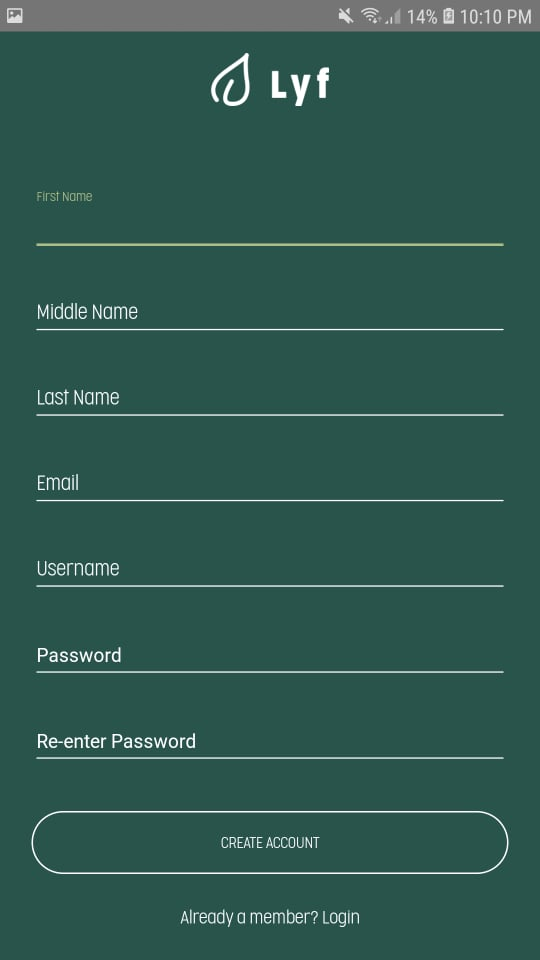 14% 10:10 PM
Lyf
First Name
Middle Name
Last Name
Email
Username
Password
Re-enter Password
CREATE ACCOUNT
Already a member? Login